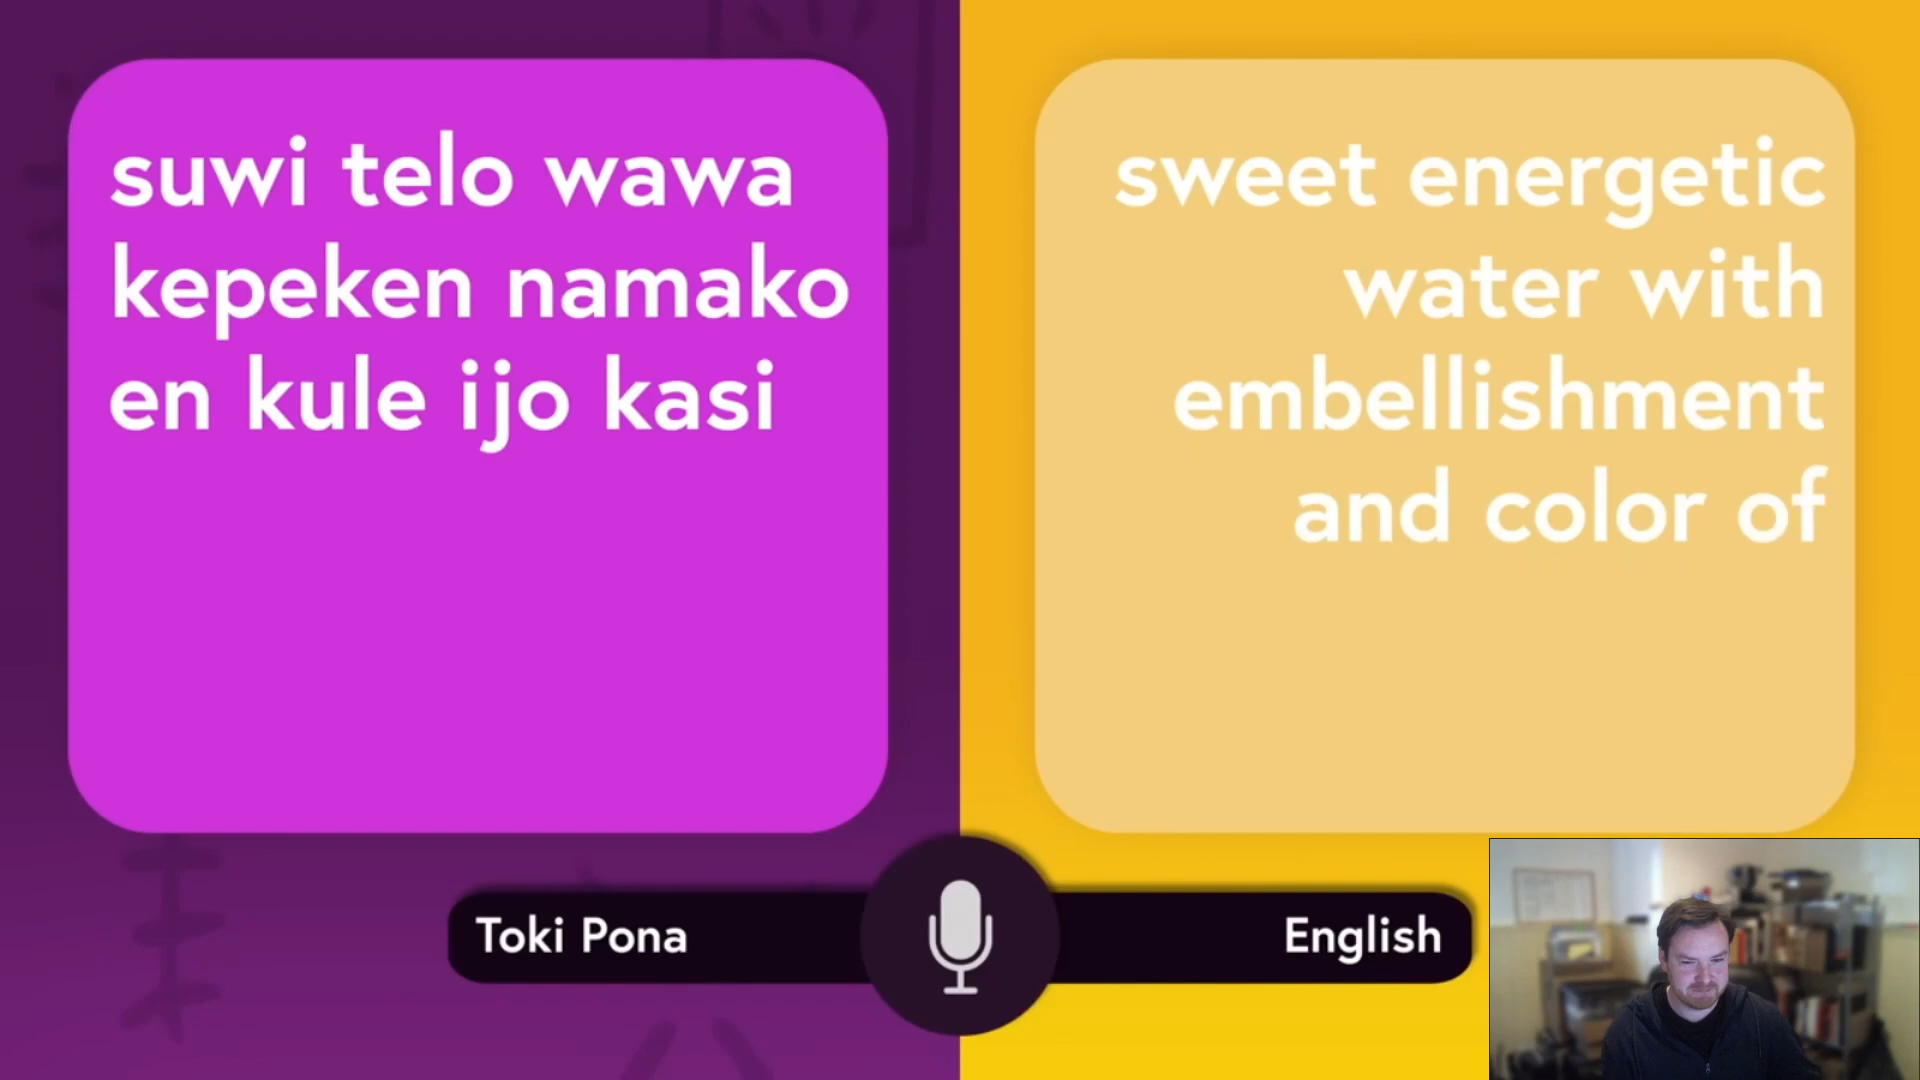 suwi telo wawa
kepeken namako
en kule ijo kasi
sweet energetic
water with
embellishment
and color of
Toki Pona
English